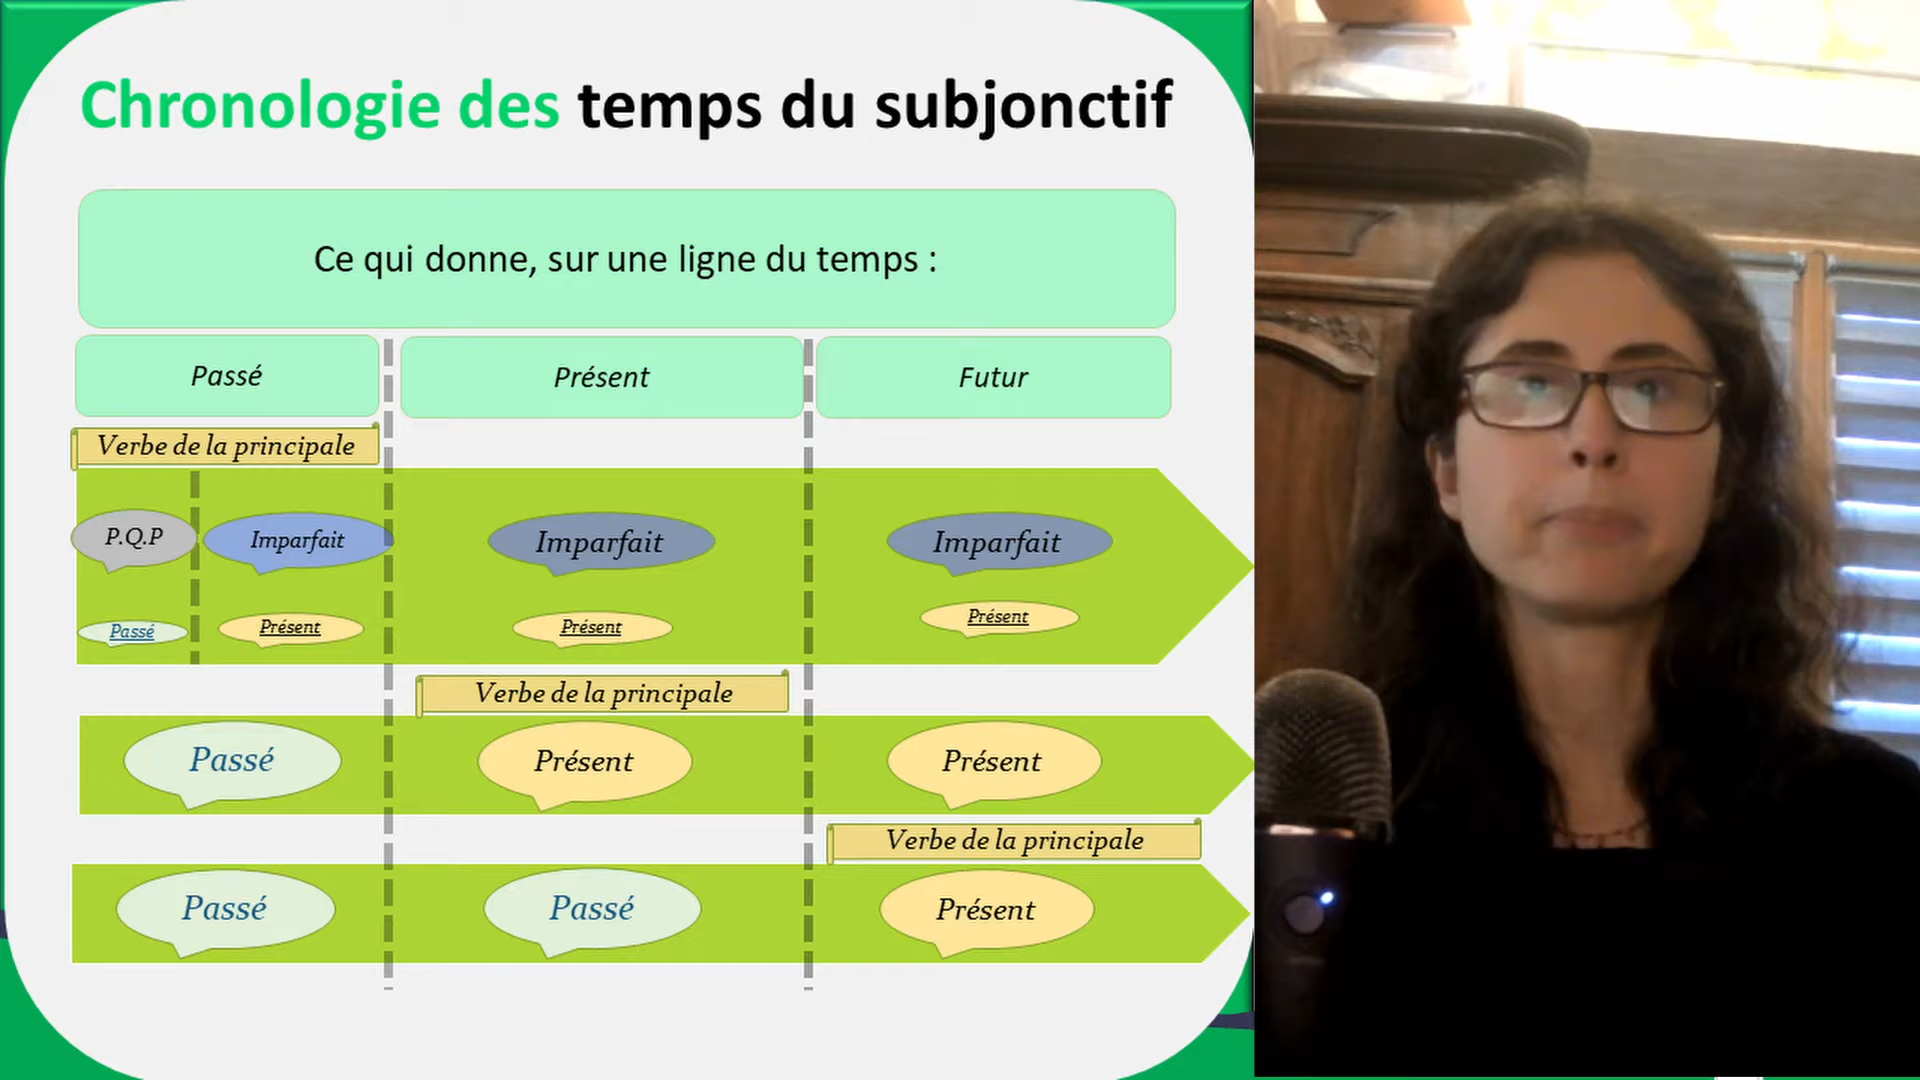 Chronologie des temps du subjonctif
Ce qui donne, sur une ligne du temps :
Passé
Présent
Futur
Verbe de la principale
P.Q.P
Imparfait
Imparfait
Imparfait
Passé
Présent
Présent
Présent
Verbe de la principale
Passé
Présent
Présent
Verbe de la principale
Passé
Passé
Présent